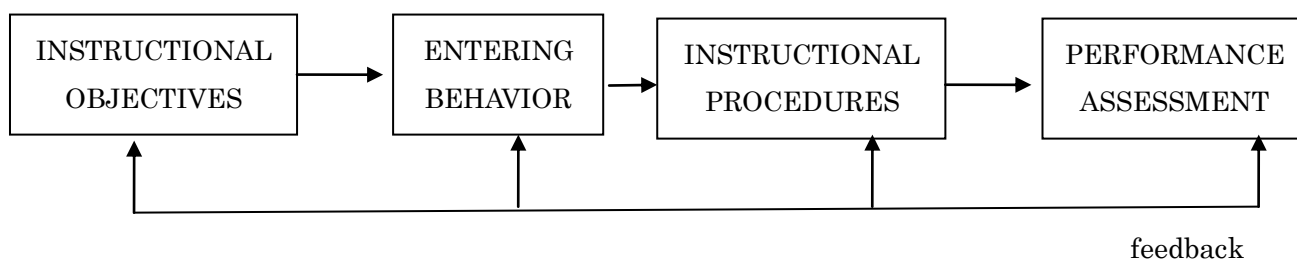 INSTRUCTIONAL
OBJECTIVES
ENTERING
BEHAVIOR
INSTRUCTIONAL
PROCEDURES
PERFORMANCE
ASSESSMENT
feedback